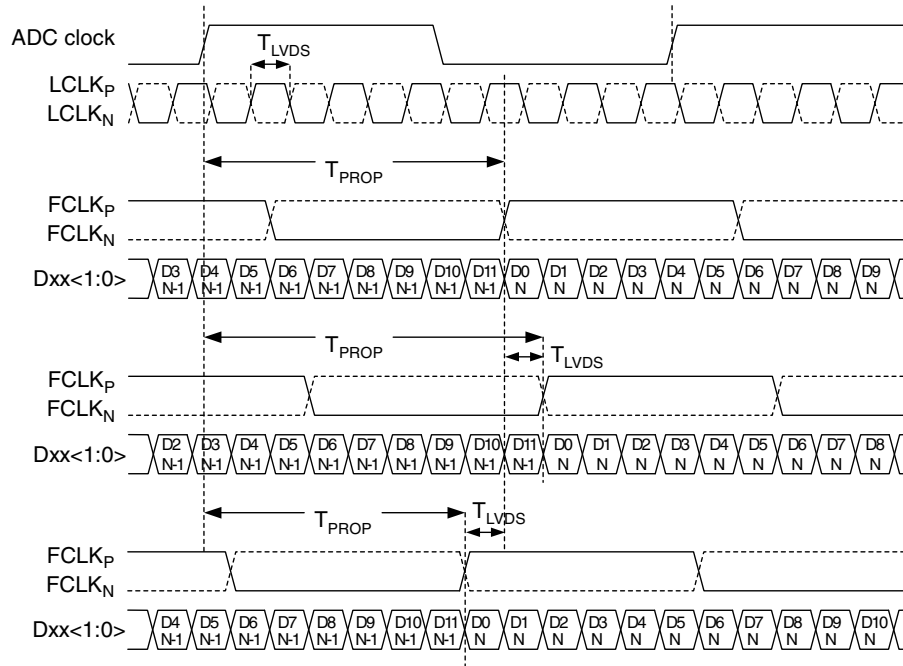 ADC clock
T_LVDS
LCLK_P
LCLK_N
T_PROP
FCLK_P
FCLK_N
Dxx<1:0>
D3 D4 D5 D6 D7 D8 D9 D10 D11 D0 D1 D2 D3 D4 D5 D6 D7 D8 D9
N-1 N-1 N-1 N-1 N-1 N-1 N-1 N-1 N-1 N N N N N N N N N N
T_PROP
T_LVDS
FCLK_P
FCLK_N
Dxx<1:0>
D2 D3 D4 D5 D6 D7 D8 D9 D10 D11 D0 D1 D2 D3 D4 D5 D6 D7 D8
N-1 N-1 N-1 N-1 N-1 N-1 N-1 N-1 N-1 N-1 N N N N N N N N N
T_PROP
T_LVDS
FCLK_P
FCLK_N
Dxx<1:0>
D4 D5 D6 D7 D8 D9 D10 D11 D0 D1 D2 D3 D4 D5 D6 D7 D8 D9 D10
N-1 N-1 N-1 N-1 N-1 N-1 N-1 N-1 N N N N N N N N N N N